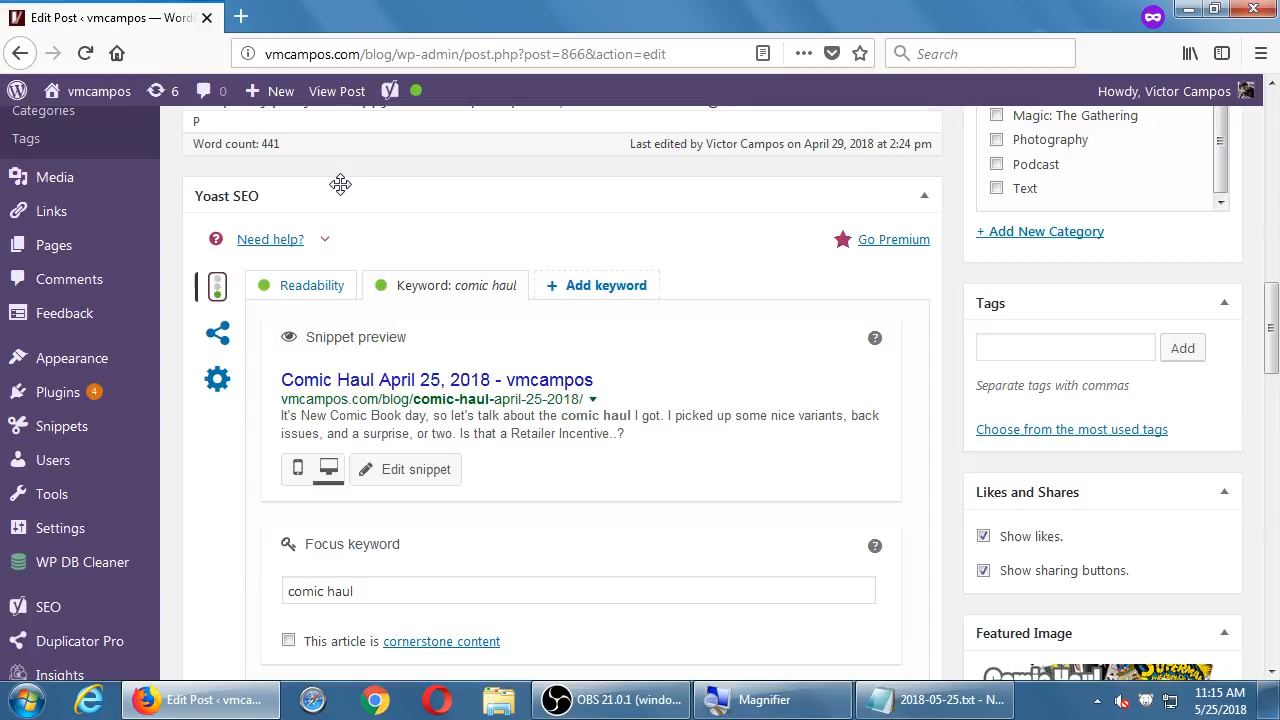 Edit Post ‹ vmcampos — Word
vmcampos.com/blog/wp-admin/post.php?post=866&action=edit
Search
vmcampos
6
0
New
View Post
Howdy, Victor Campos
Categories
Tags
Media
Links
Pages
Comments
Feedback
Appearance
Plugins 4
Snippets
Users
Tools
Settings
WP DB Cleaner
SEO
Duplicator Pro
Insights
P
Word count: 441
Last edited by Victor Campos on April 29, 2018 at 2:24 pm
Yoast SEO
Need help?
Go Premium
Readability
Keyword: comic haul
+ Add keyword
Snippet preview
Comic Haul April 25, 2018 - vmcampos
vmcampos.com/blog/comic-haul-april-25-2018/
It's New Comic Book day, so let's talk about the comic haul I got. I picked up some nice variants, back
issues, and a surprise, or two. Is that a Retailer Incentive..?
Edit snippet
Focus keyword
comic haul
This article is cornerstone content
Magic: The Gathering
Photography
Podcast
Text
+ Add New Category
Tags
Add
Separate tags with commas
Choose from the most used tags
Likes and Shares
Show likes.
Show sharing buttons.
Featured Image
Edit Post ‹ vmca...
OBS 21.0.1 (windo...
Magnifier
2018-05-25.txt - N...
11:15 AM
5/25/2018